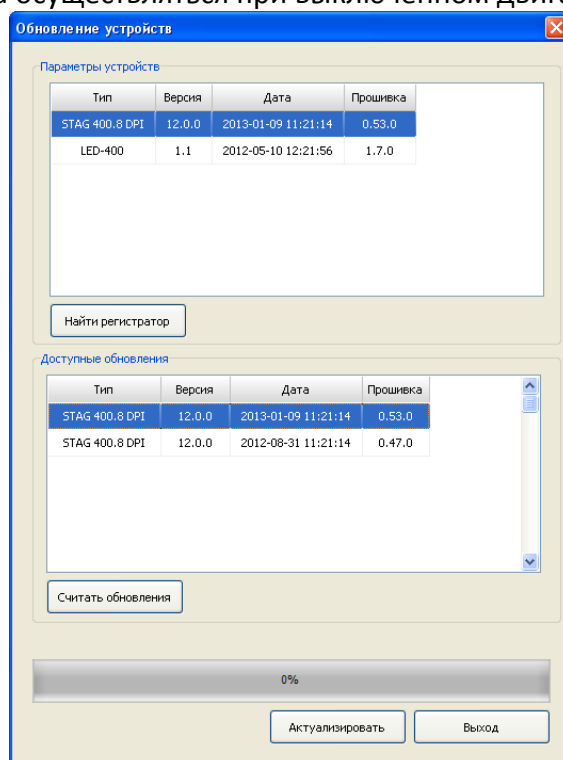 осуществляться при выключенном
Обновление устройств
Параметры устройств
Тип Версия Дата Прошивка
STAG 400.8 DPI 12.0.0 2013-01-09 11:21:14 0.53.0
LED-400 1.1 2012-05-10 12:21:56 1.7.0
Найти регистратор
Доступные обновления
Тип Версия Дата Прошивка
STAG 400.8 DPI 12.0.0 2013-01-09 11:21:14 0.53.0
STAG 400.8 DPI 12.0.0 2012-08-31 11:21:14 0.47.0
Считать обновления
0%
Актуализировать Выход